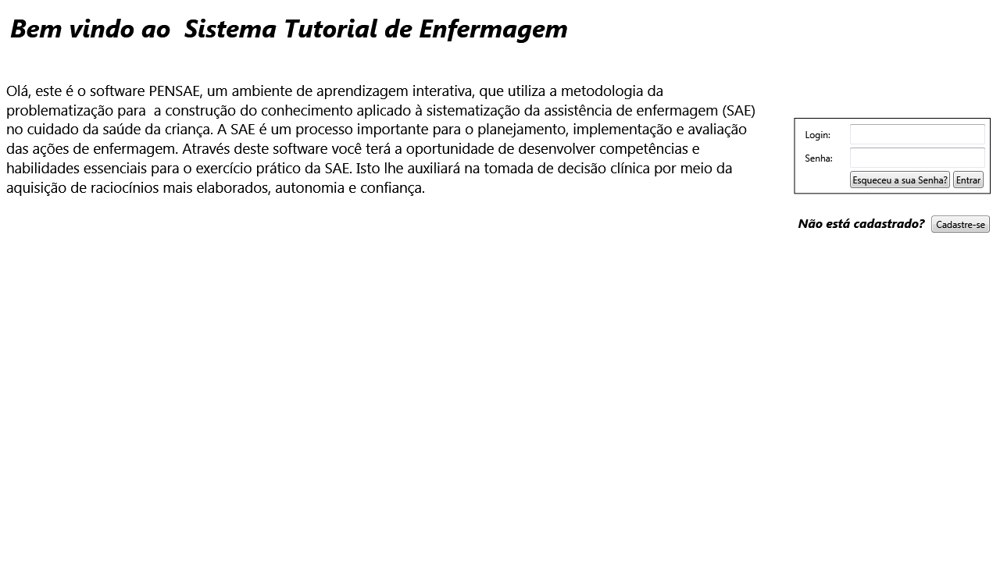 Bem vindo ao  Sistema Tutorial de Enfermagem
Olá, este é o software PENSAE, um ambiente de aprendizagem interativa, que utiliza a metodologia da
problematização para  a construção do conhecimento aplicado à sistematização da assistência de enfermagem (SAE)
no cuidado da saúde da criança. A SAE é um processo importante para o planejamento, implementação e avaliação
das ações de enfermagem. Através deste software você terá a oportunidade de desenvolver competências e
habilidades essenciais para o exercício prático da SAE. Isto lhe auxiliará na tomada de decisão clínica por meio da
aquisição de raciocínios mais elaborados, autonomia e confiança.
Login:
Senha:
Esqueceu a sua Senha? Entrar
Não está cadastrado? Cadastre-se